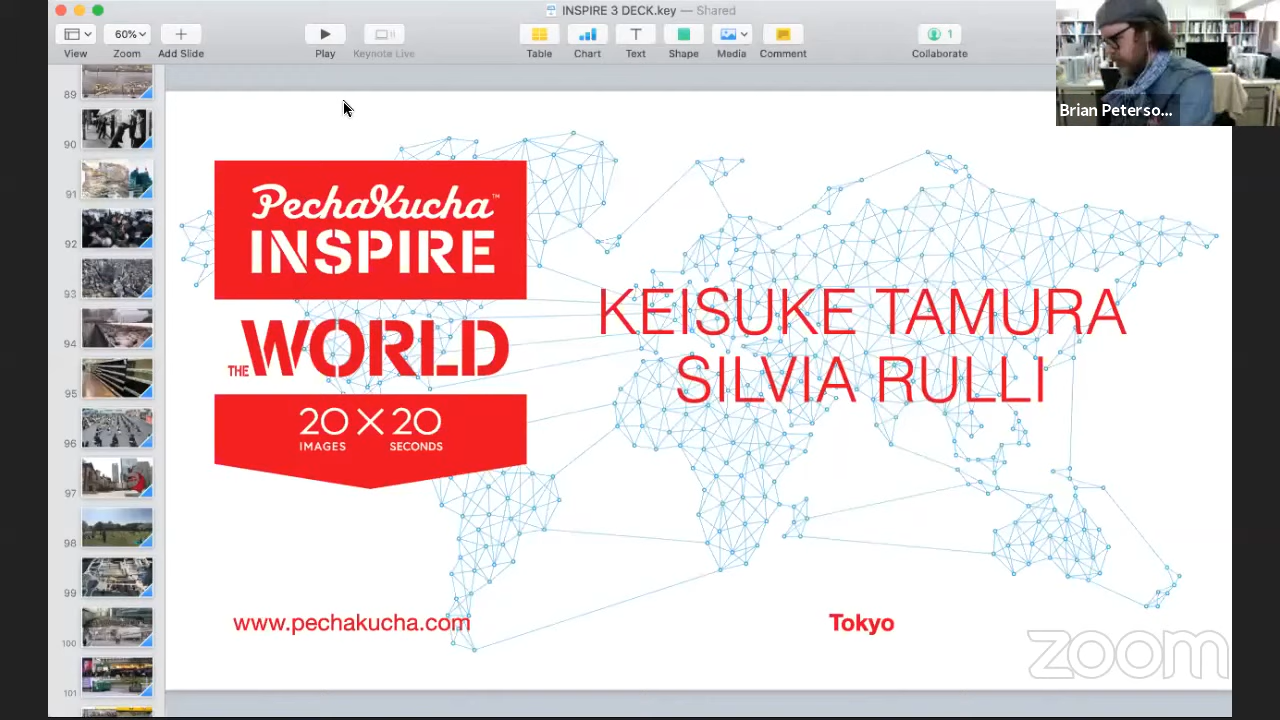 INSPIRE 3 DECK.key — Shared
60%
View
Zoom
Add Slide
Play
Keynote Live
Table
Chart
Text
Shape
Media
Comment
1
Collaborate
Brian Peterso...
89
90
91
92
93
94
95
96
97
98
99
100
101
PechaKucha™
INSPIRE
THE WORLD
20 X 20
IMAGES SECONDS
KEISUKE TAMURA
SILVIA RULLI
www.pechakucha.com
Tokyo
zoom